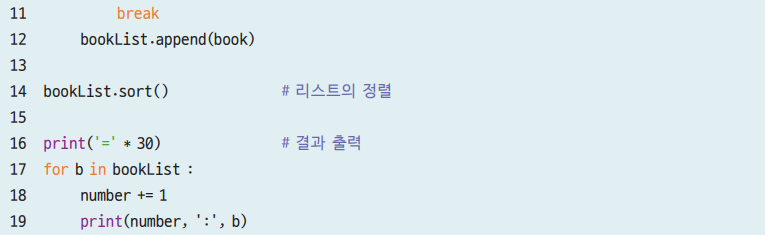 11 break
12 bookList.append(book)
13
14 bookList.sort() # 리스트의 정렬
15
16 print('=' * 30) # 결과 출력
17 for b in bookList :
18 number += 1
19 print(number, ':', b)